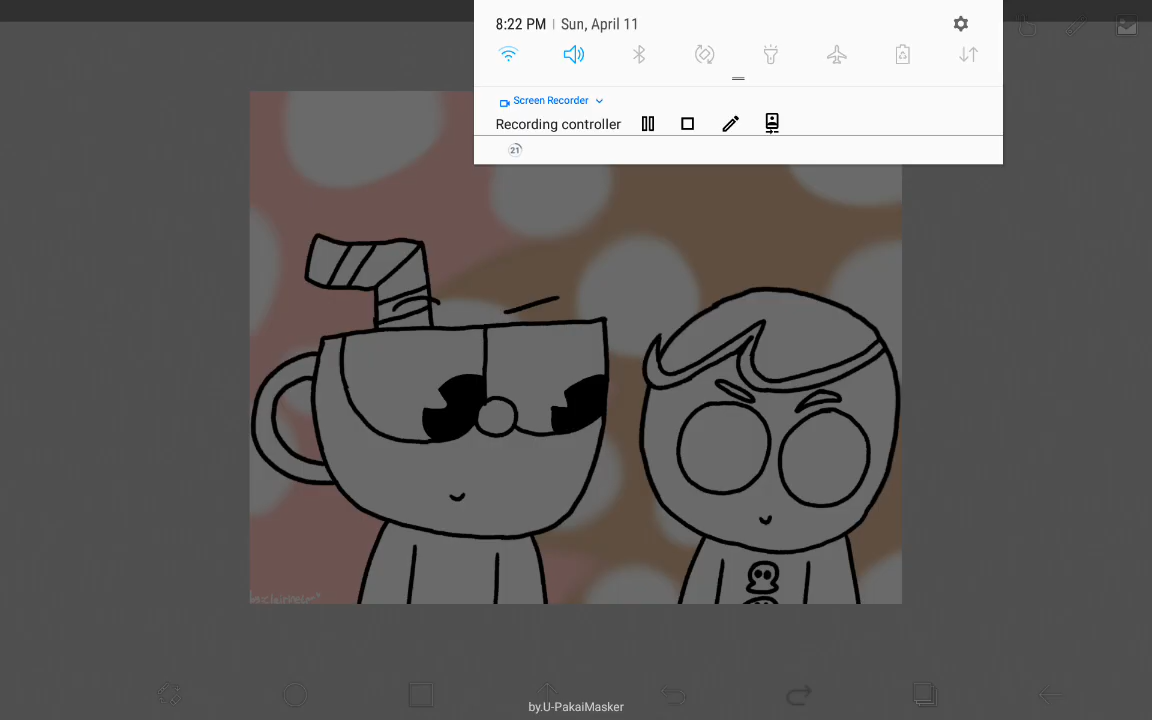 8:22 PM | Sun, April 11
Screen Recorder
Recording controller
21
by.U-PakaiMasker